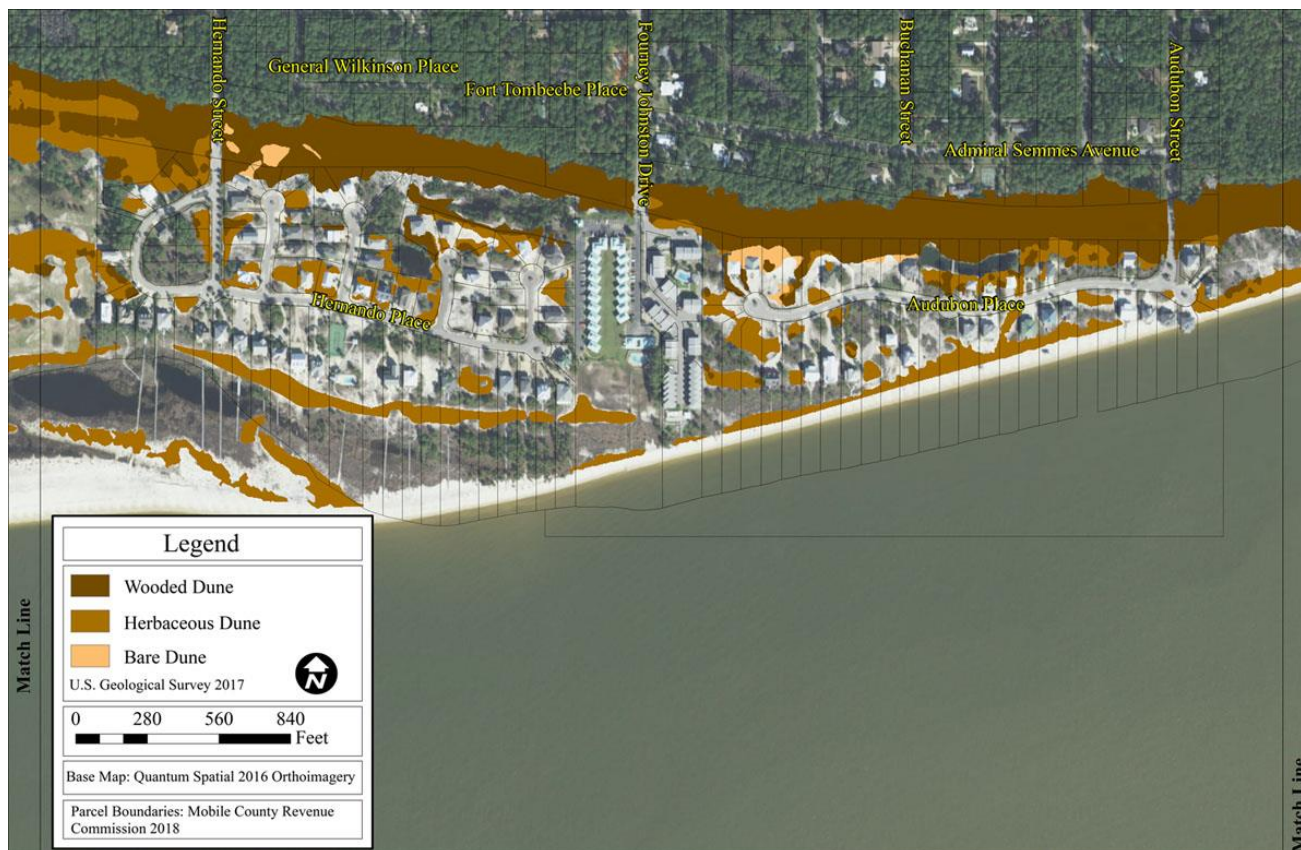 Hernando Street
General Wilkinson Place
Fort Tombecbe Place
Fourney Johnston Drive
Buchanan Street
Admiral Semmes Avenue
Audubon Street
Hernando Place
Audubon Place
Match Line
Legend
Wooded Dune
Herbaceous Dune
Bare Dune
U.S. Geological Survey 2017
N
0 280 560 840
Feet
Base Map: Quantum Spatial 2016 Orthoimagery
Parcel Boundaries: Mobile County Revenue
Commission 2018
Match Line